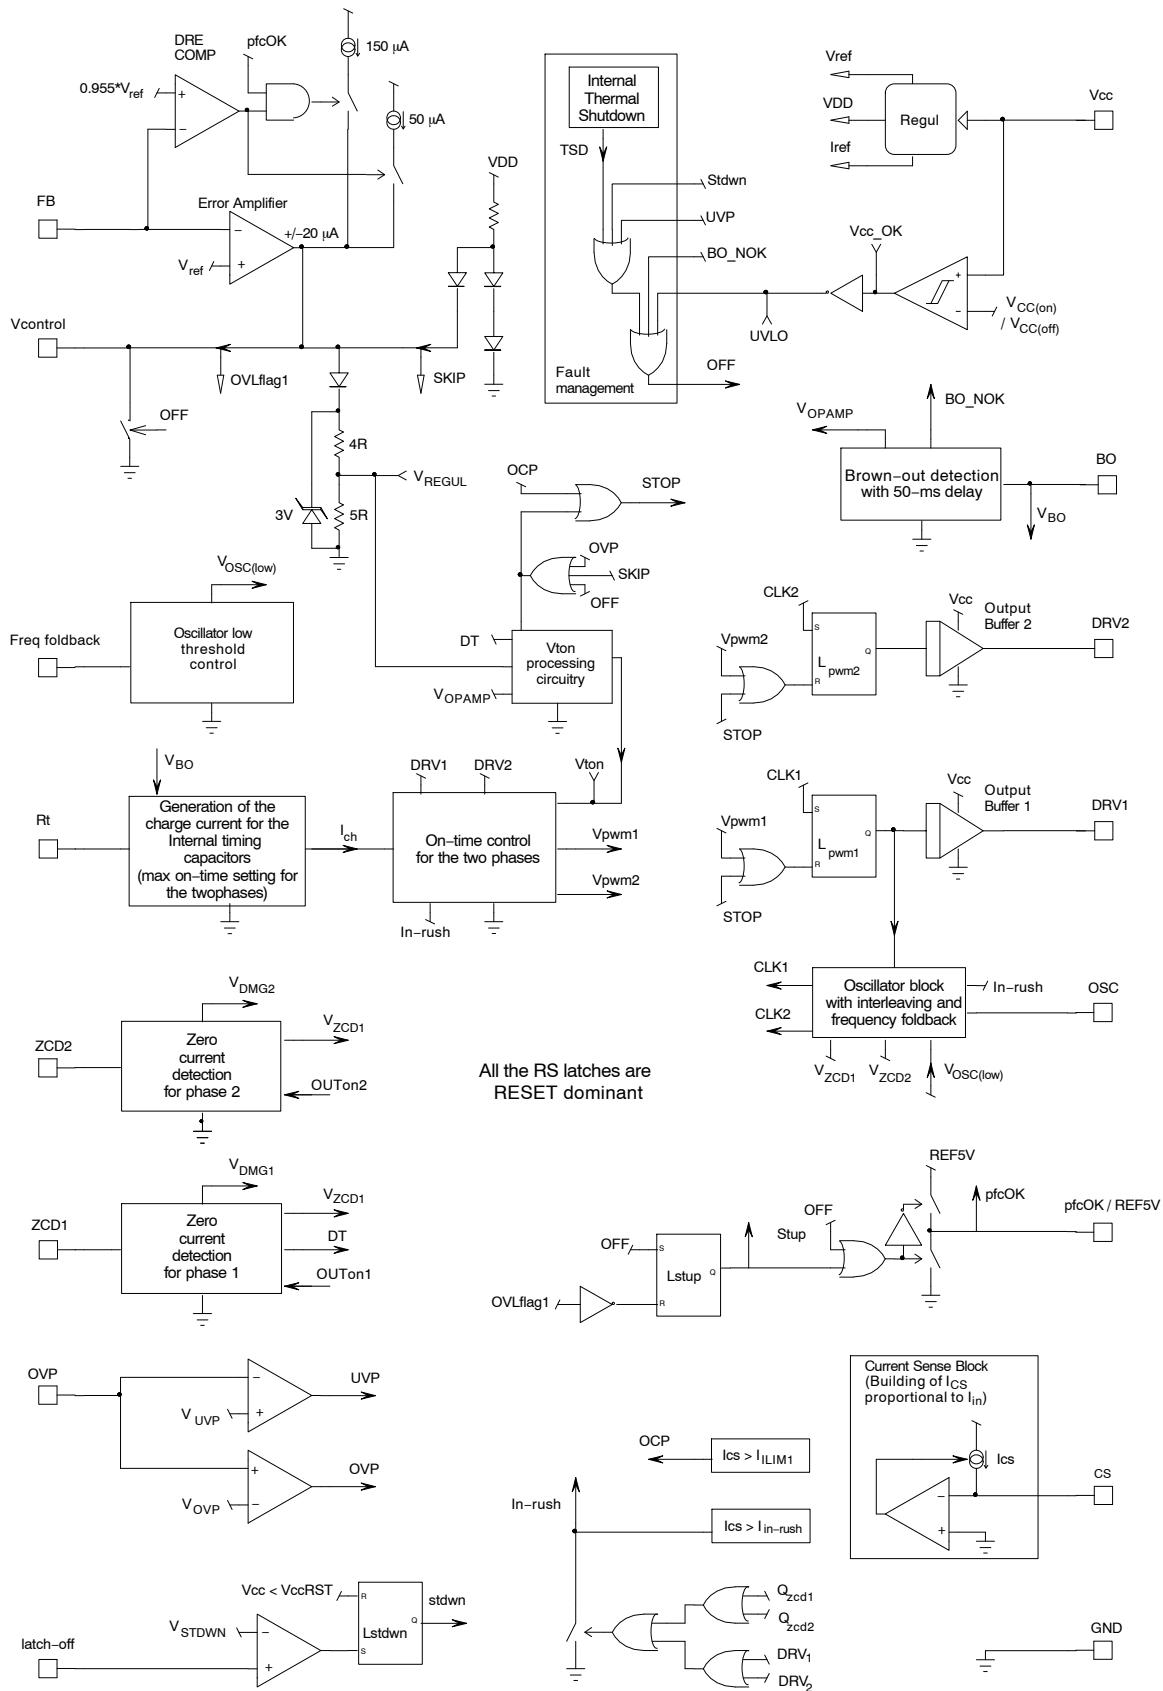 DRE
COMP
pfcOK
150 μA
0.955*Vref
+
−
50 μA
VDD
FB
Error Amplifier
−
+
+/−20 μA
Vref
Vcontrol
OVLflag1
SKIP
OFF
4R
VREGUL
3V
5R
Internal
Thermal
Shutdown
TSD
Stdwn
UVP
BO_NOK
UVLO
OFF
Fault
management
Vref
VDD
Iref
Regul
Vcc
Vcc_OK
+
−
VCC(on)
/ VCC(off)
BO_NOK
VOPAMP
Brown−out detection
with 50−ms delay
BO
VBO
OCP
STOP
OVP
SKIP
OFF
VOSC(low)
Freq foldback
Oscillator low
threshold
control
DT
Vton
processing
circuitry
VOPAMP
CLK2
Vpwm2
S
Q
Lpwm2
R
STOP
Vcc
Output
Buffer 2
DRV2
VBO
Rt
Generation of the
charge current for the
Internal timing
capacitors
(max on−time setting for
the twophases)
Ich
DRV1
DRV2
Vton
On−time control
for the two phases
Vpwm1
Vpwm2
In−rush
CLK1
Vpwm1
S
Q
Lpwm1
R
STOP
Vcc
Output
Buffer 1
DRV1
CLK1
CLK2
Oscillator block
with interleaving and
frequency foldback
In−rush
OSC
VZCD1
VZCD2
VOSC(low)
VDMG2
VZCD1
ZCD2
Zero
current
detection
for phase 2
OUTon2
All the RS latches are
RESET dominant
VDMG1
VZCD1
ZCD1
Zero
current
detection
for phase 1
DT
OUTon1
REF5V
pfcOK
pfcOK / REF5V
OFF
OFF
Stup
S
Lstup
Q
R
OVLflag1
OVP
−
+
UVP
VUVP
+
−
OVP
VOVP
Current Sense Block
(Building of ICS
proportional to Iin)
Ics
−
+
CS
OCP
Ics > IILIM1
In−rush
Ics > Iin−rush
Vcc < VccRST
R
Q
Lstdwn
S
stdwn
VSTDWN
−
+
latch−off
Qzcd1
Qzcd2
DRV1
DRV2
GND